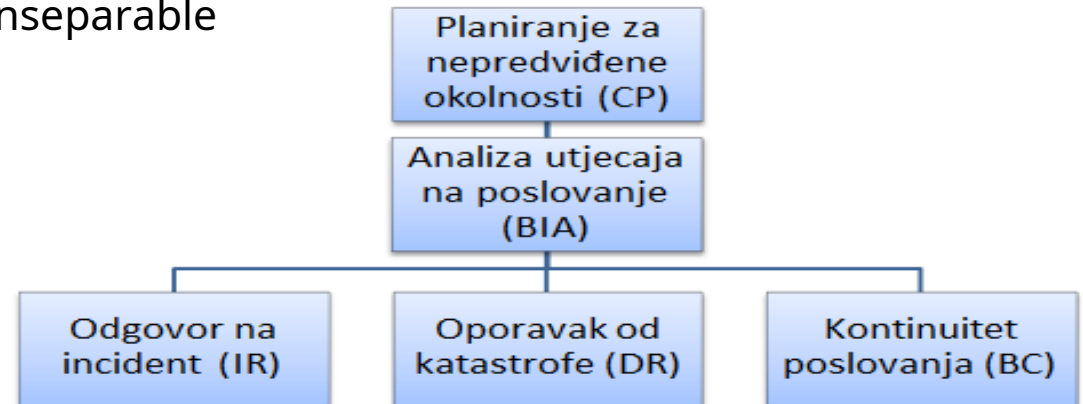 nseparable
Planiranje za
nepredviđene
okolnosti (CP)
Analiza utjecaja
na poslovanje
(BIA)
Odgovor na
incident (IR)
Oporavak od
katastrofe (DR)
Kontinuitet
poslovanja (BC)